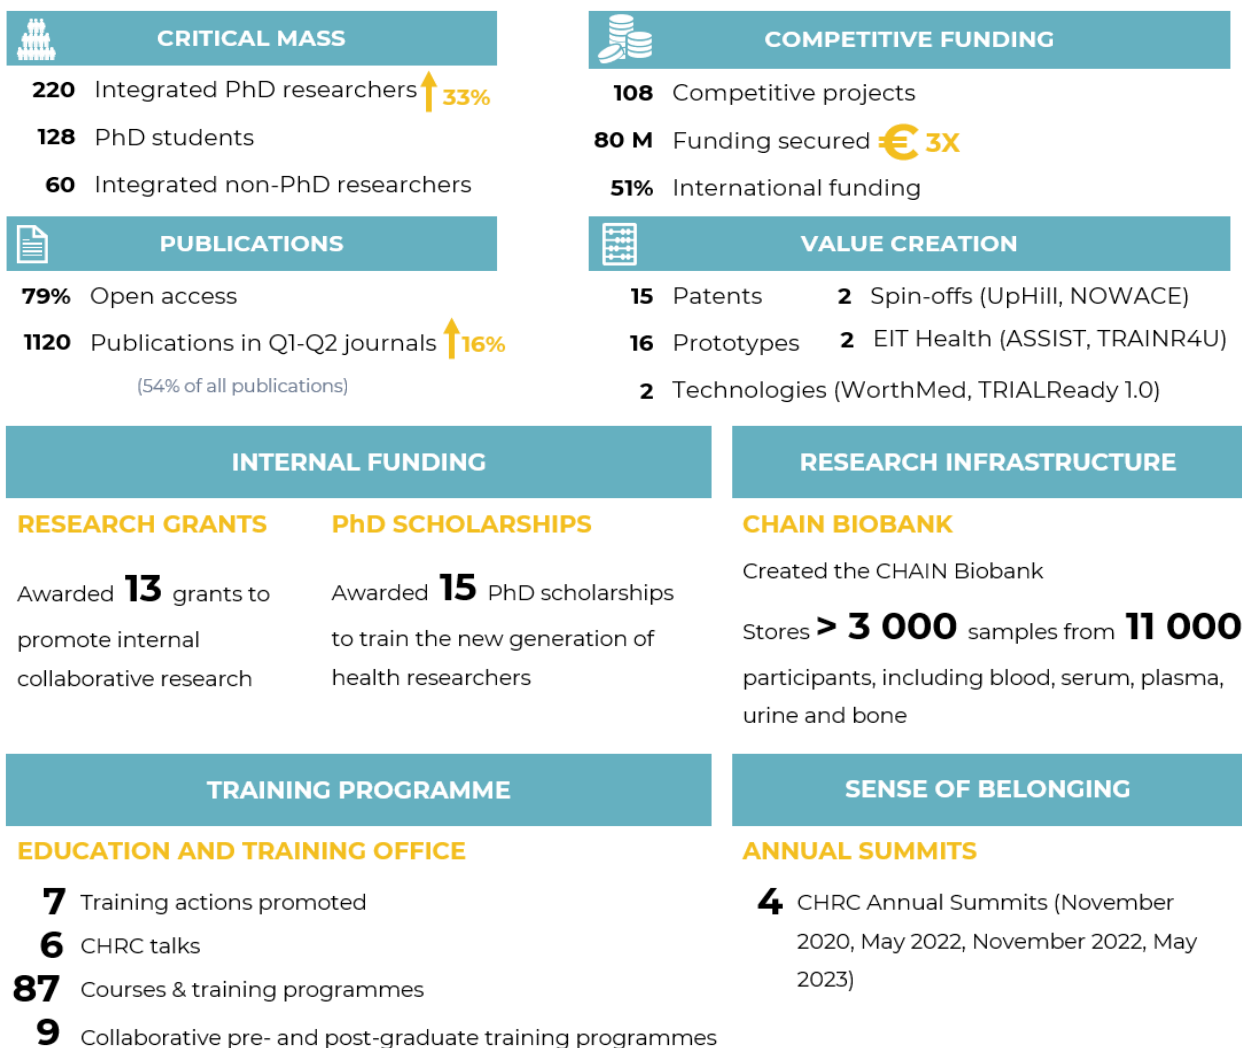 CRITICAL MASS
220 Integrated PhD researchers 33%
128 PhD students
60 Integrated non-PhD researchers
COMPETITIVE FUNDING
108 Competitive projects
80 M Funding secured € 3X
51% International funding
PUBLICATIONS
79% Open access
1120 Publications in Q1-Q2 journals 16%
(54% of all publications)
VALUE CREATION
15 Patents 2 Spin-offs (UpHill, NOWACE)
16 Prototypes 2 EIT Health (ASSIST, TRAINR4U)
2 Technologies (WorthMed, TRIALReady 1.0)
INTERNAL FUNDING
RESEARCH GRANTS
Awarded 13 grants to
promote internal
collaborative research
PhD SCHOLARSHIPS
Awarded 15 PhD scholarships
to train the new generation of
health researchers
RESEARCH INFRASTRUCTURE
CHAIN BIOBANK
Created the CHAIN Biobank
Stores > 3 000 samples from 11 000
participants, including blood, serum, plasma,
urine and bone
TRAINING PROGRAMME
EDUCATION AND TRAINING OFFICE
7 Training actions promoted
6 CHRC talks
87 Courses & training programmes
9 Collaborative pre- and post-graduate training programmes
SENSE OF BELONGING
ANNUAL SUMMITS
4 CHRC Annual Summits (November
2020, May 2022, November 2022, May
2023)